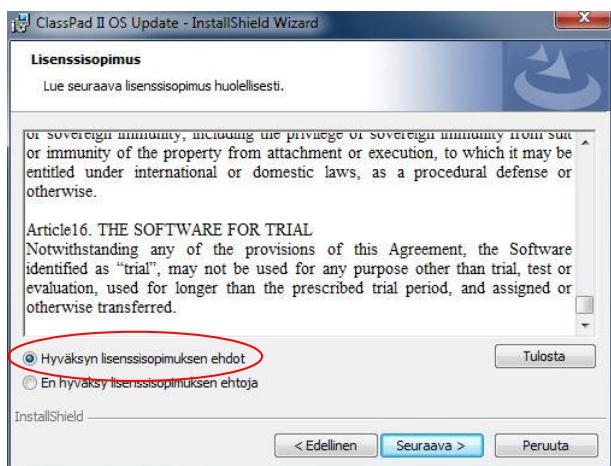 ClassPad II OS Update - InstallShield Wizard
Lisenssisopimus
Lue seuraava lisenssisopimus huolellisesti.
or sovereign immunity, including the privilege of sovereign immunity from suit
or immunity of the property from attachment or execution, to which it may be
entitled under international or domestic laws, as a procedural defense or
otherwise.
Article16. THE SOFTWARE FOR TRIAL
Notwithstanding any of the provisions of this Agreement, the Software
identified as “trial”, may not be used for any purpose other than trial, test or
evaluation, used for longer than the prescribed trial period, and assigned or
otherwise transferred.
Hyväksyn lisenssisopimuksen ehdot
Tulosta
En hyväksy lisenssisopimuksen ehtoja
InstallShield
< Edellinen
Seuraava >
Peruuta